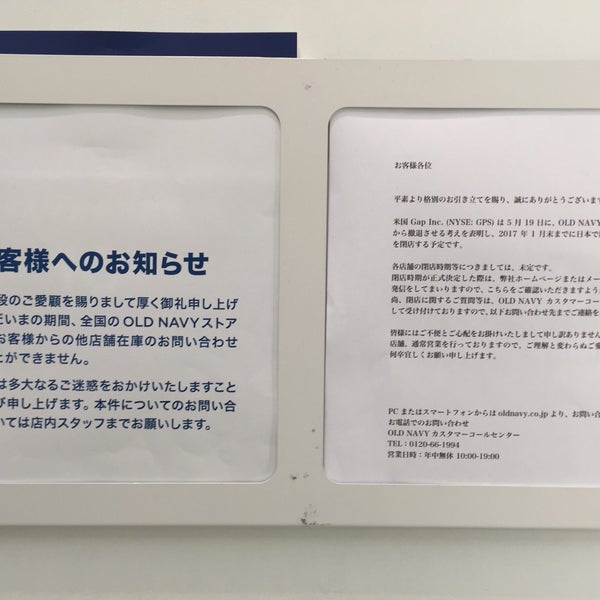 客様へのお知らせ
段のご愛顧を賜りまして厚く御礼申し上げ
だいまの期間、全国のOLD NAVYストア
お客様からの他店舗在庫のお問い合わせ
とができません。
は多大なるご迷惑をおかけいたしますこと
び申し上げます。本件についてのお問い合
いては店内スタッフまでお願いします。
お客様各位
平素より格別のお引き立てを賜り、誠にありがとうございま
米国 Gap Inc. (NYSE: GPS) は 5 月 19 日に、OLD NAVY
から撤退させる考えを表明し、2017 年 1 月末までに日本で
を閉店する予定です。
各店舗の閉店時期等につきましては、未定です。
閉店時期が正式決定した際は、弊社ホームページまたはメー
発信をしてまいりますので、こちらをご確認いただきますよう
尚、閉店に関するご質問等は、OLD NAVY カスタマーコール
して受け付けておりますので、以下お問い合せ先までご連絡を
皆様にはご不便とご心配をお掛けいたしまして申し訳ありません
店舗、通常営業を行っておりますので、ご理解と変わらぬご愛
何卒宜しくお願い申し上げます。
PC またはスマートフォンからは oldnavy.co.jp より、お問い合
お電話でのお問い合わせ
OLD NAVY カスタマーコールセンター
TEL : 0120-66-1994
営業日時 : 年中無休 10:00-19:00